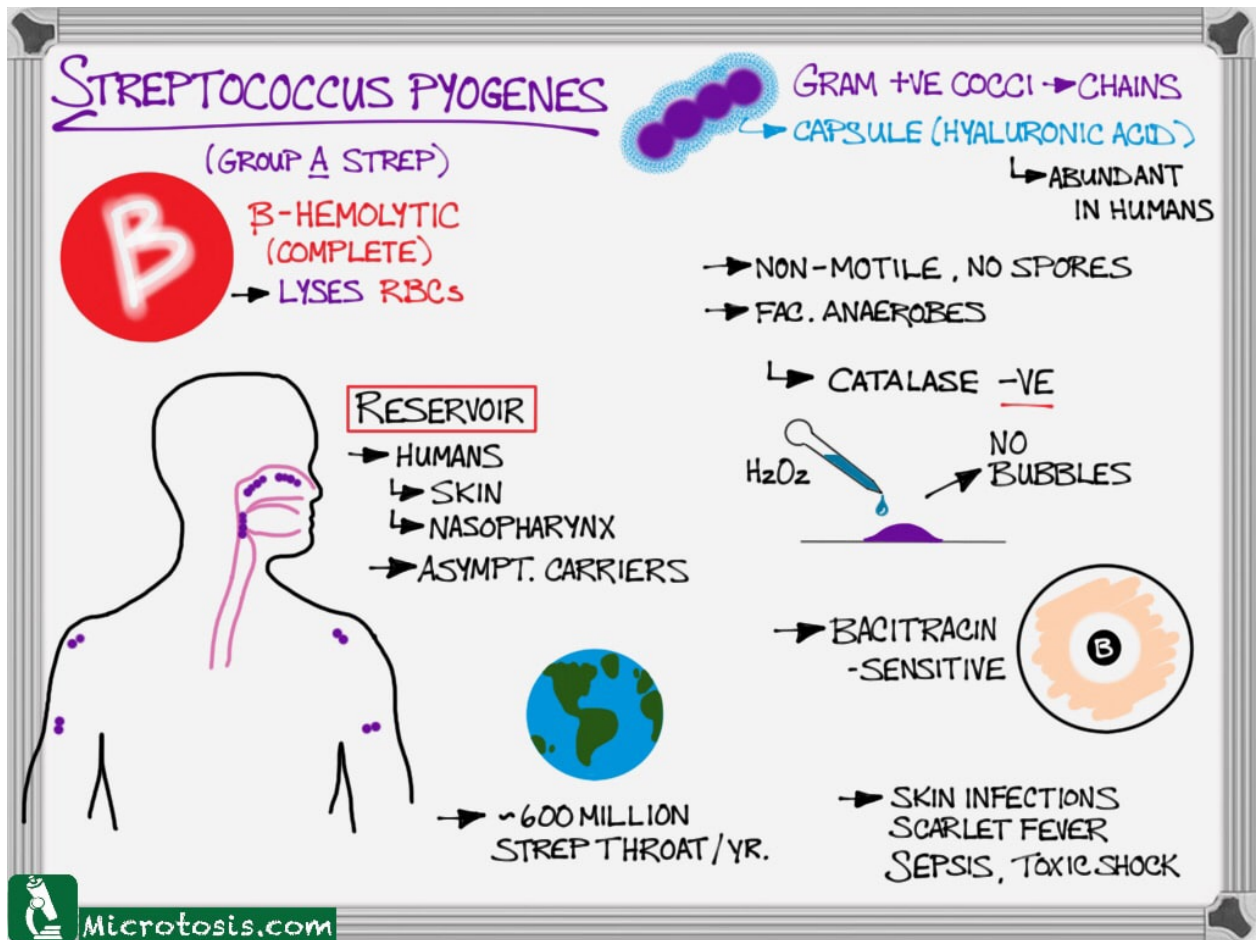 STREPTOCOCCUS PYOGENES
(GROUP A STREP)
β
β-HEMOLYTIC
(COMPLETE)
→ LYSES RBCs
GRAM +VE COCCI → CHAINS
↳ CAPSULE (HYALURONIC ACID)
↳ ABUNDANT
IN HUMANS
→ NON-MOTILE, NO SPORES
→ FAC. ANAEROBES
↳ CATALASE -VE
H2O2
NO
BUBBLES
RESERVOIR
→ HUMANS
↳ SKIN
↳ NASOPHARYNX
→ ASYMPT. CARRIERS
→ BACITRACIN
-SENSITIVE
B
→ ~600 MILLION
STREP THROAT/YR.
→ SKIN INFECTIONS
SCARLET FEVER
SEPSIS, TOXIC SHOCK
Microtosis.com